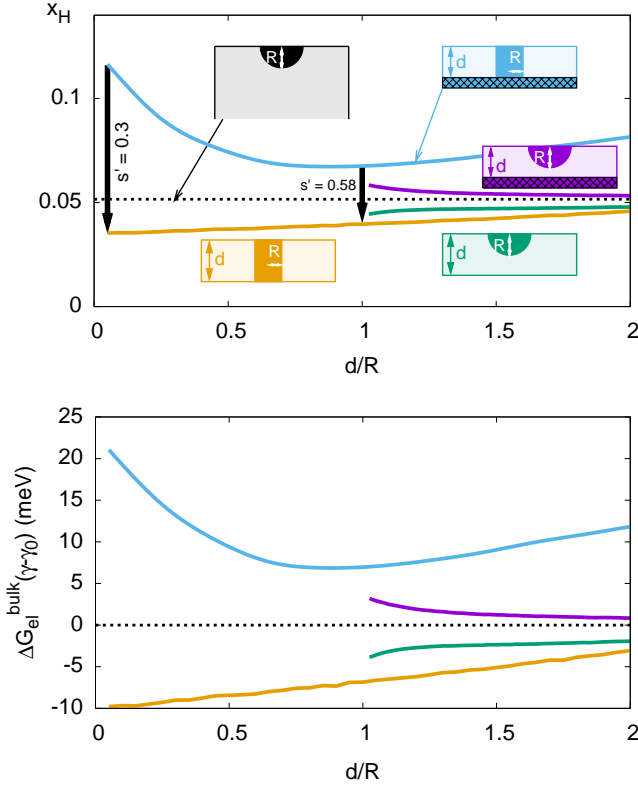 x_H
0.1
0.05
0
0
0.5
1
1.5
2
d/R
s' = 0.3
s' = 0.58
R
d
R
d
R
d
R
d
R
25
20
15
10
5
0
-5
-10
0
0.5
1
1.5
2
ΔG_el^bulk(γ-γ_0) (meV)
d/R